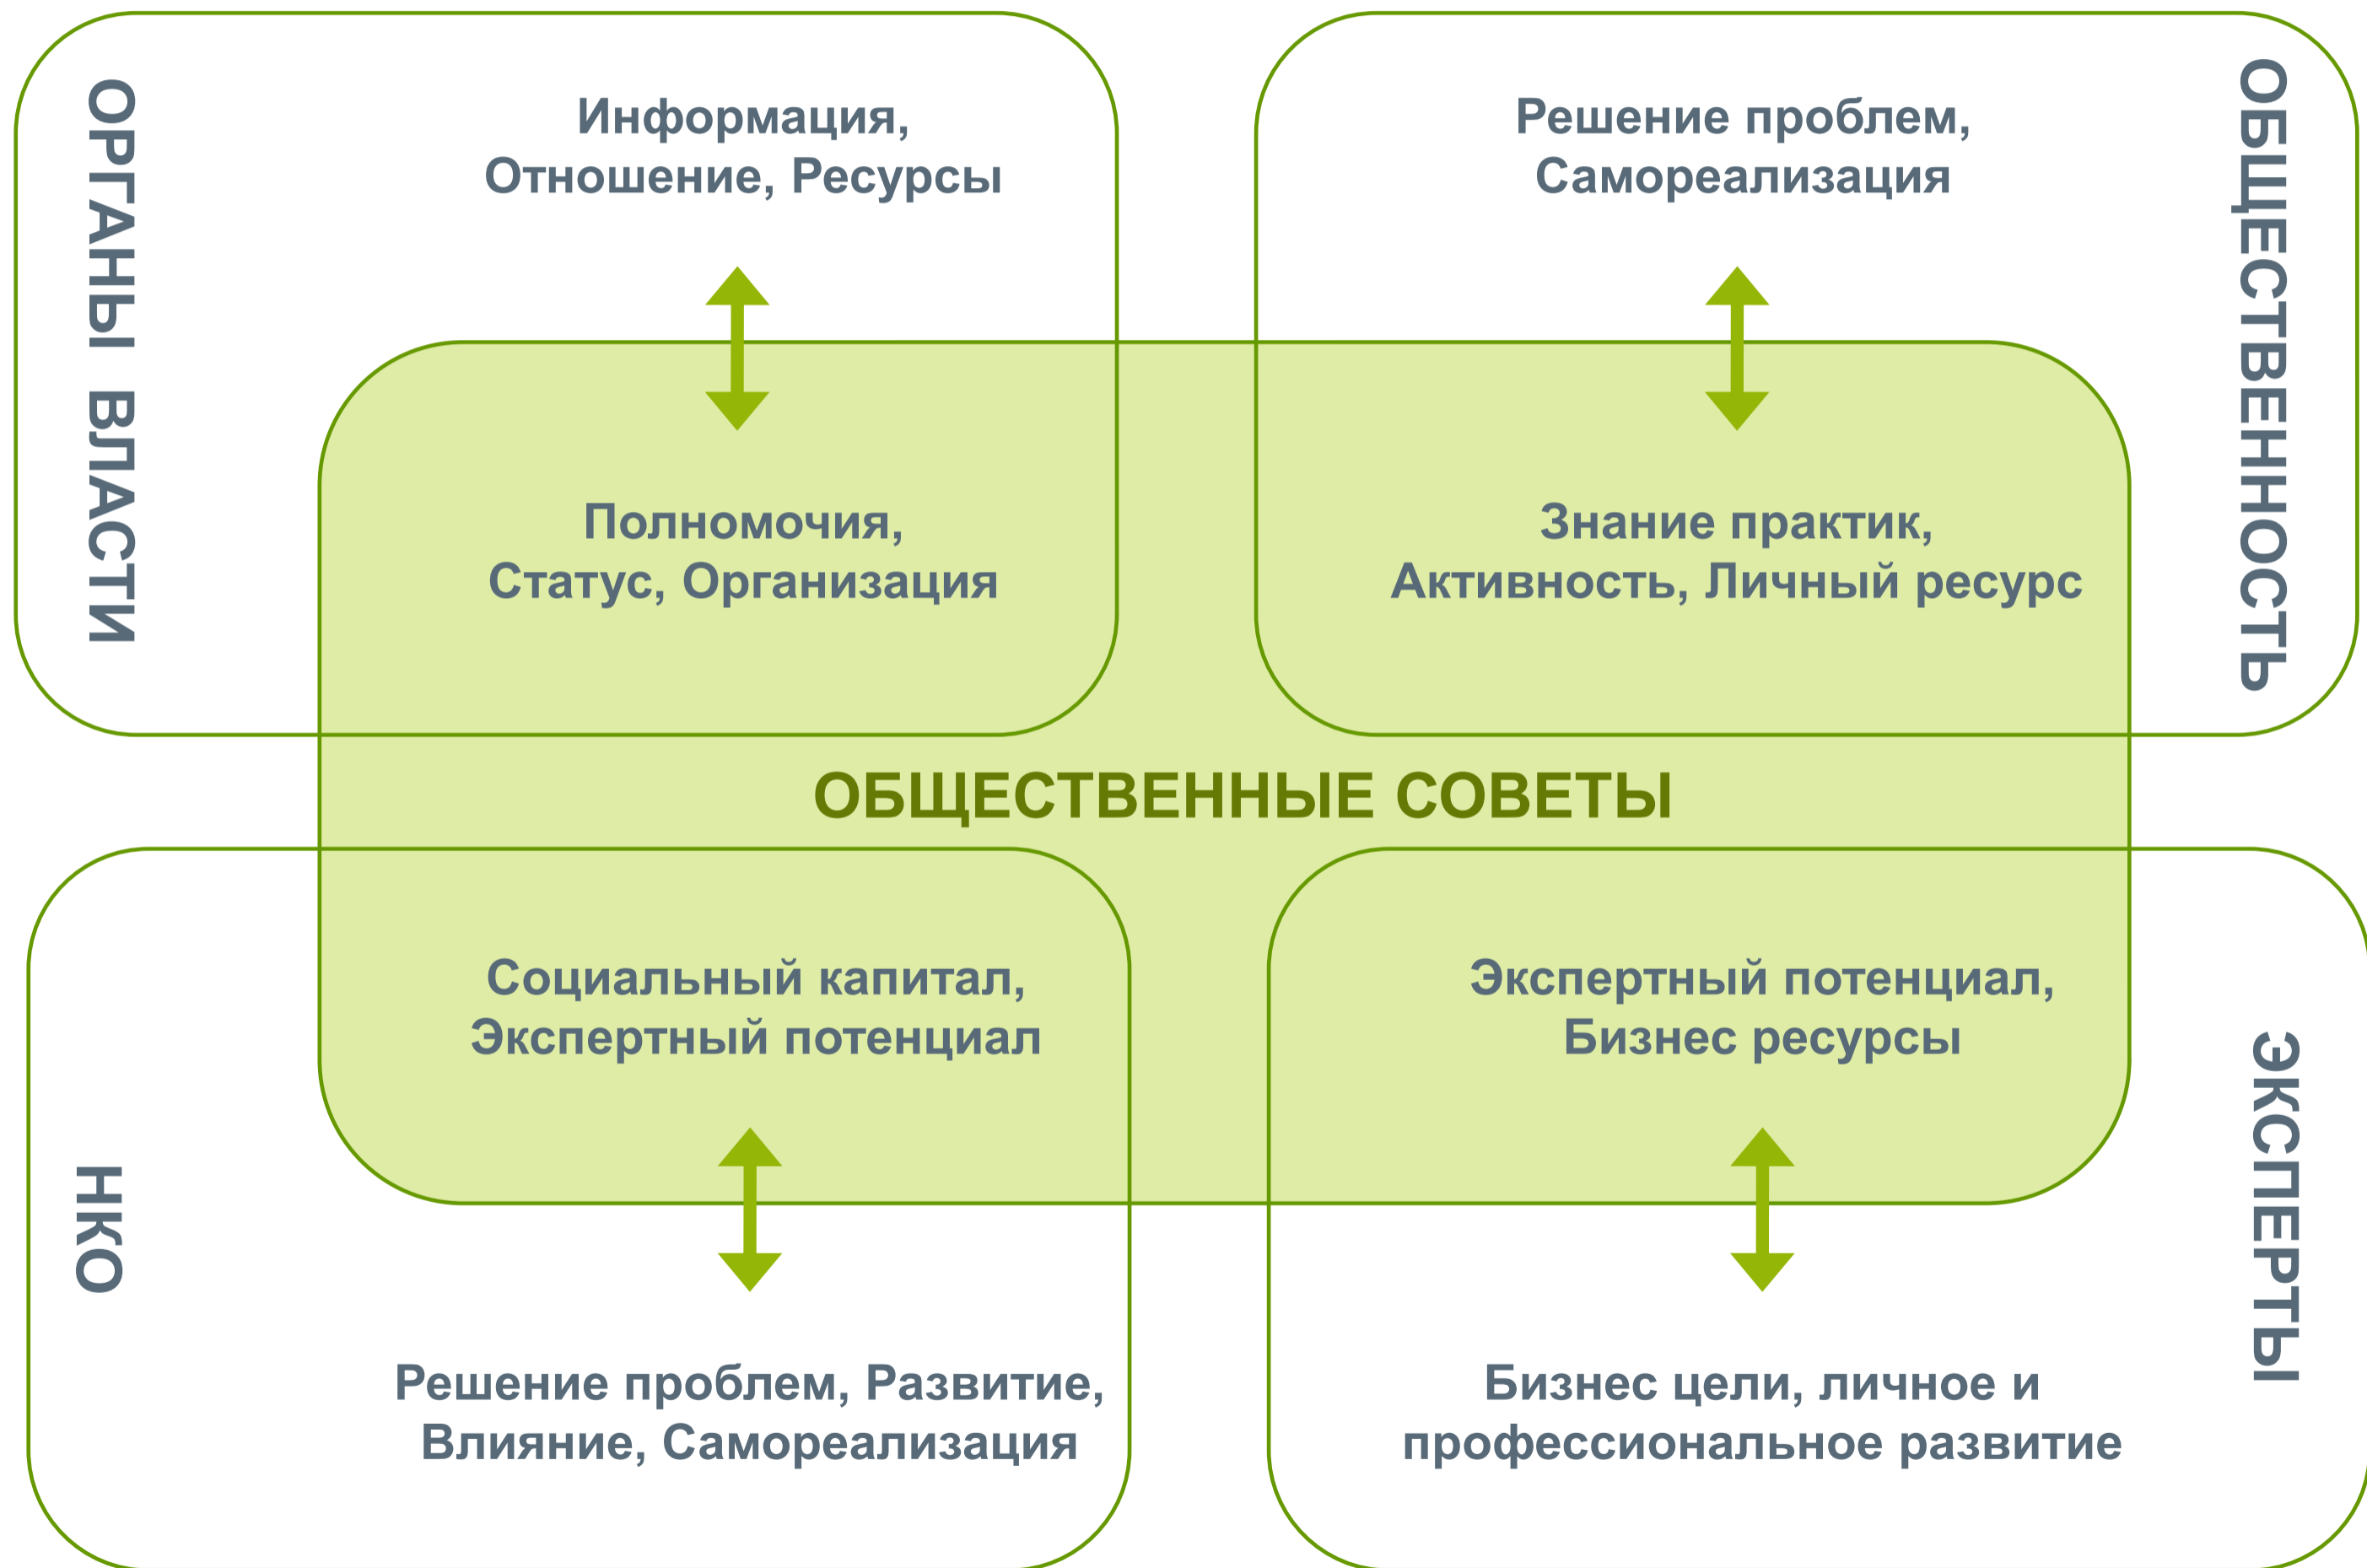 ОРГАНЫ ВЛАСТИ
Информация,
Отношение, Ресурсы
Полномочия,
Статус, Организация
ОБЩЕСТВЕННОСТЬ
Решение проблем,
Самореализация
Знание практик,
Активность, Личный ресурс
ОБЩЕСТВЕННЫЕ СОВЕТЫ
НКО
Социальный капитал,
Экспертный потенциал
Решение проблем, Развитие,
Влияние, Самореализация
ЭКСПЕРТЫ
Экспертный потенциал,
Бизнес ресурсы
Бизнес цели, личное и
профессиональное развитие